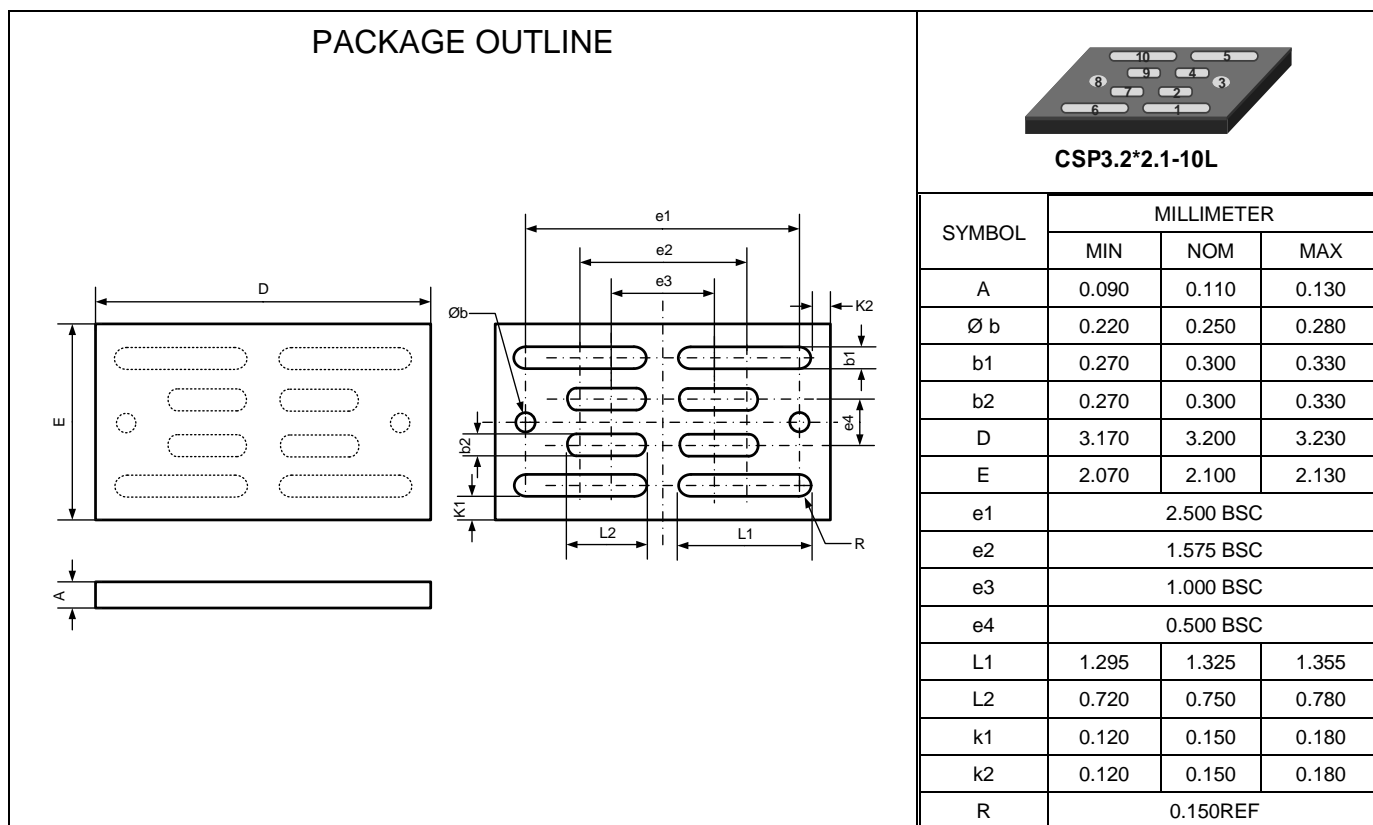 PACKAGE OUTLINE
10 5
9 4
8 3
7 2
6 1
CSP3.2*2.1-10L
e1
e2
e3
D
K2
Øb
b1
E
e4
b2
K1
L2 L1
R
A
SYMBOL MILLIMETER
MIN NOM MAX
A 0.090 0.110 0.130
Ø b 0.220 0.250 0.280
b1 0.270 0.300 0.330
b2 0.270 0.300 0.330
D 3.170 3.200 3.230
E 2.070 2.100 2.130
e1 2.500 BSC
e2 1.575 BSC
e3 1.000 BSC
e4 0.500 BSC
L1 1.295 1.325 1.355
L2 0.720 0.750 0.780
k1 0.120 0.150 0.180
k2 0.120 0.150 0.180
R 0.150REF